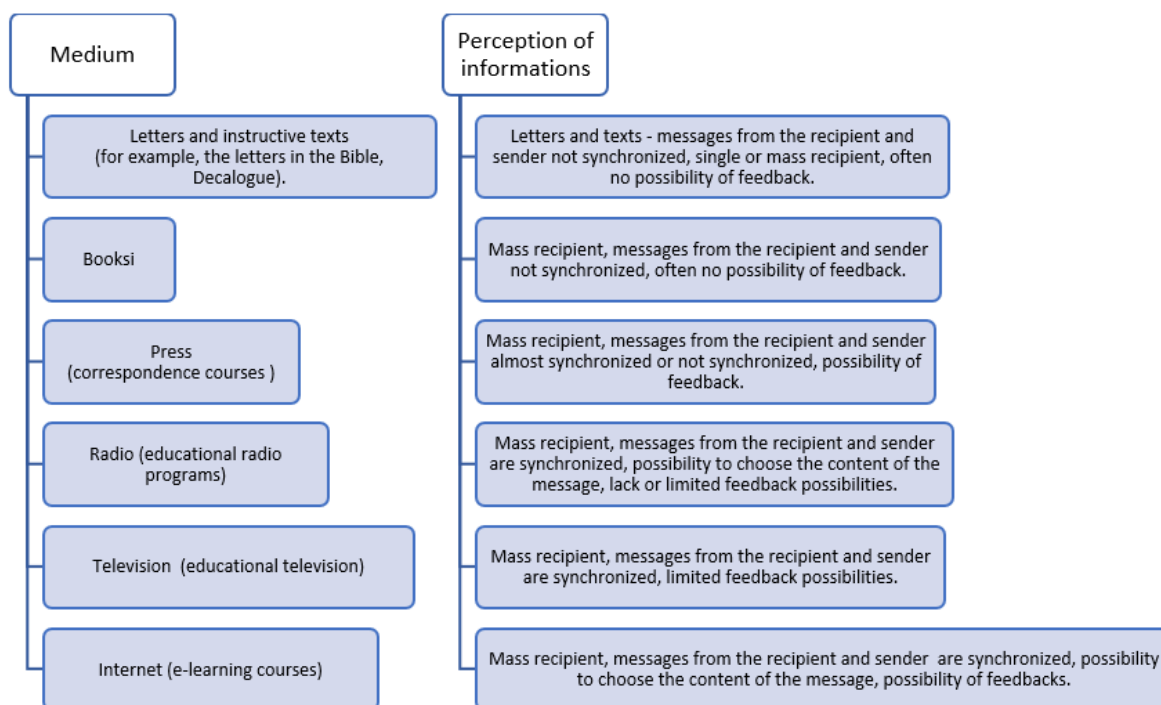 Medium
Letters and instructive texts
(for example, the letters in the Bible,
Decalogue).
Booksi
Press
(correspondence courses )
Radio (educational radio
programs)
Television (educational television)
Internet (e-learning courses)
Perception of
informations
Letters and texts - messages from the recipient and
sender not synchronized, single or mass recipient, often
no possibility of feedback.
Mass recipient, messages from the recipient and sender
not synchronized, often no possibility of feedback.
Mass recipient, messages from the recipient and sender
almost synchronized or not synchronized, possibility of
feedback.
Mass recipient, messages from the recipient and sender
are synchronized, possibility to choose the content of the
message, lack or limited feedback possibilities.
Mass recipient, messages from the recipient and sender
are synchronized, limited feedback possibilities.
Mass recipient, messages from the recipient and sender are synchronized, possibility
to choose the content of the message, possibility of feedbacks.